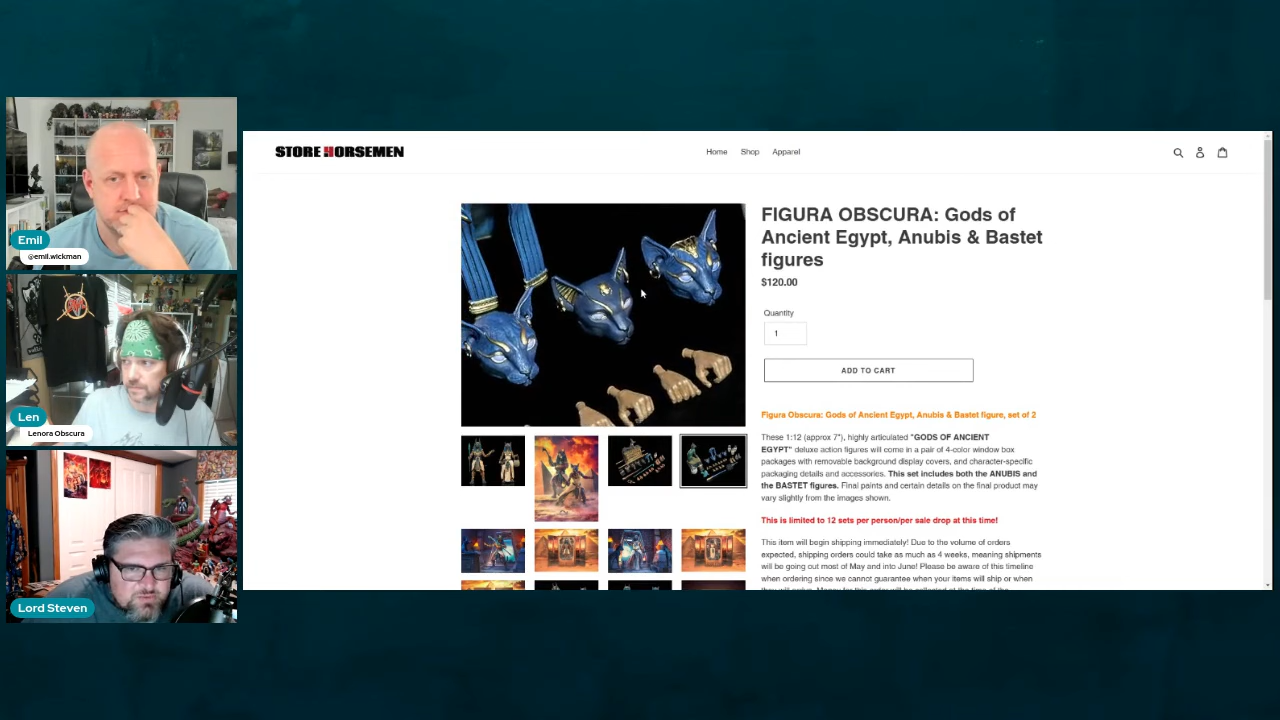 STORE HORSEMEN
Home Shop Apparel
FIGURA OBSCURA: Gods of
Ancient Egypt, Anubis & Bastet
figures
$120.00
Quantity
1
ADD TO CART
Figura Obscura: Gods of Ancient Egypt, Anubis & Bastet figure, set of 2
These 1:12 (approx 7"), highly articulated "GODS OF ANCIENT
EGYPT" deluxe action figures will come in a pair of 4-color window box
packages with removable background display covers, and character-specific
packaging details and accessories. This set includes both the ANUBIS and
the BASTET figures. Final paints and certain details on the final product may
vary slightly from the images shown.
This is limited to 12 sets per person/per sale drop at this time!
This item will begin shipping immediately! Due to the volume of orders
expected, shipping orders could take as much as 4 weeks, meaning shipments
will be going out most of May and into June! Please be aware of this timeline
when ordering since we cannot guarantee when your items will ship or when
Emil
@emil.wickman
Len
Lenora Obscura
Lord Steven